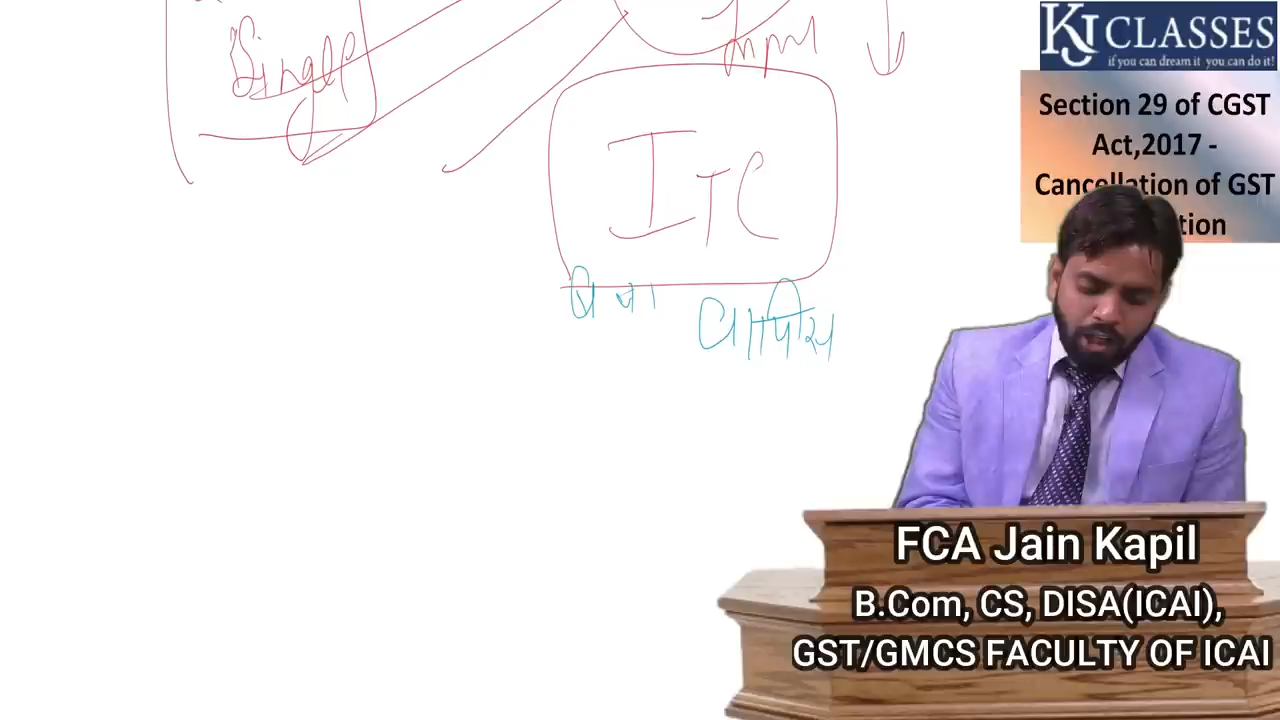 Single
Input
ITC
KJ CLASSES
if you can dream it you can do it!
Section 29 of CGST
Act,2017 -
Cancellation of GST
FCA Jain Kapil
B.Com, CS, DISA(ICAI),
GST/GMCS FACULTY OF ICAI